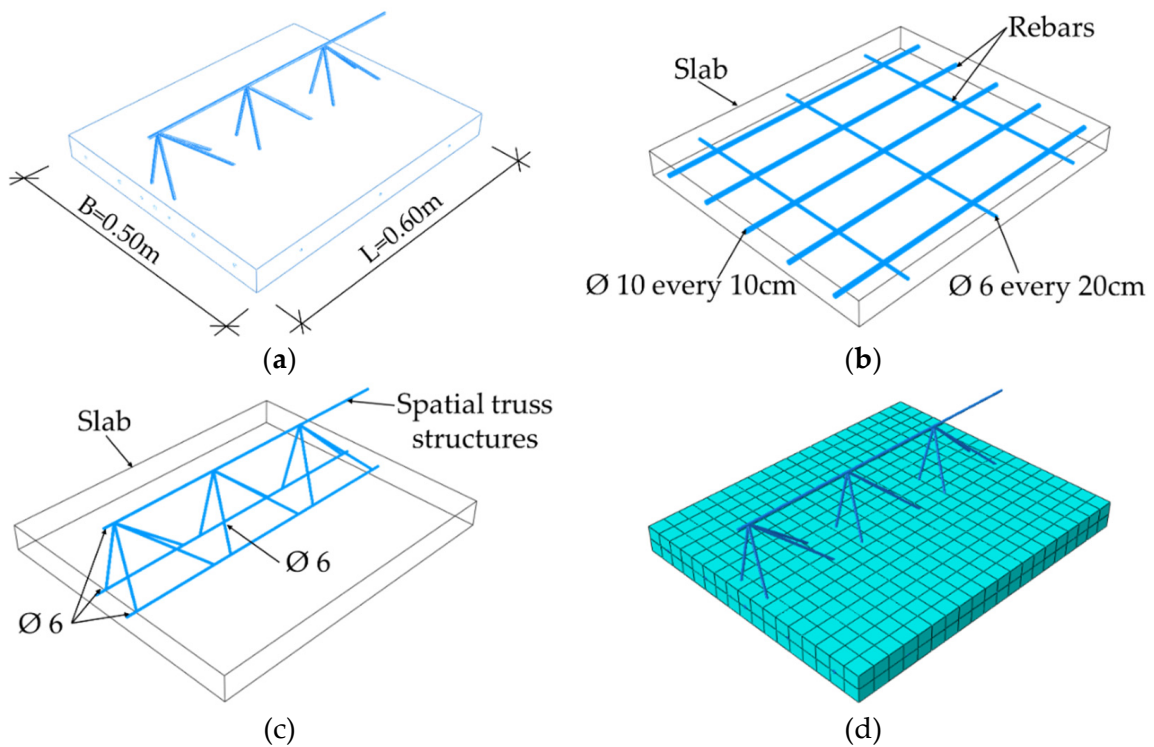 B=0.50m
L=0.60m
(a)
Slab
Rebars
Ø 10 every 10cm
Ø 6 every 20cm
(b)
Slab
Spatial truss
structures
Ø 6
Ø 6
(c)
(d)